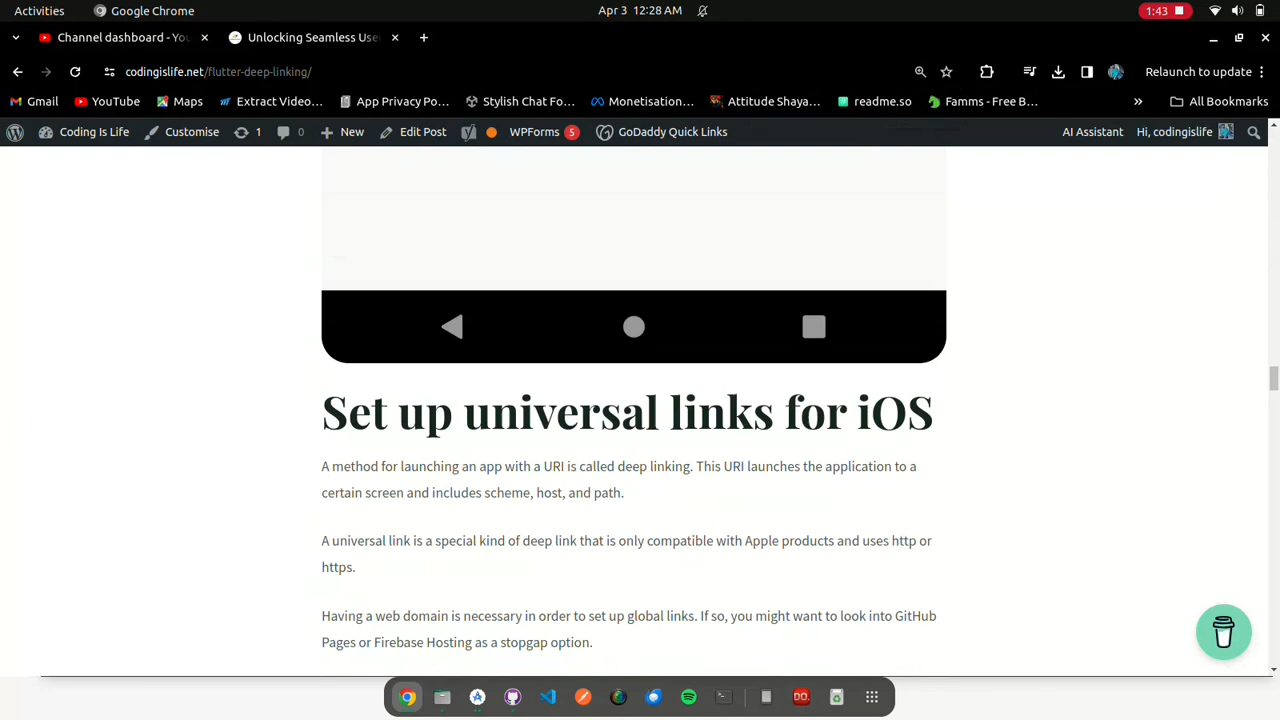 Activities Google Chrome Apr 3 12:28 AM 1:43
Channel dashboard - You Unlocking Seamless Use
codingislife.net/flutter-deep-linking/ Relaunch to update
Gmail YouTube Maps Extract Video… App Privacy Po… Stylish Chat Fo… Monetisation… Attitude Shaya… readme.so Famms - Free B… » All Bookmarks
Coding Is Life Customise 1 0 New Edit Post WPForms 5 GoDaddy Quick Links AI Assistant Hi, codingislife
Set up universal links for iOS
A method for launching an app with a URI is called deep linking. This URI launches the application to a
certain screen and includes scheme, host, and path.
A universal link is a special kind of deep link that is only compatible with Apple products and uses http or
https.
Having a web domain is necessary in order to set up global links. If so, you might want to look into GitHub
Pages or Firebase Hosting as a stopgap option.
DO.